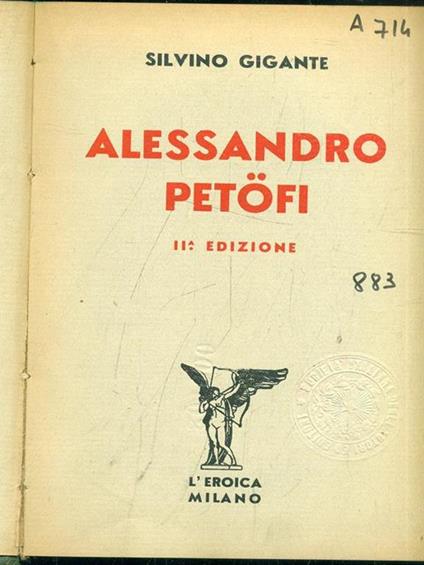 A 714
SILVINO GIGANTE
ALESSANDRO
PETÖFI
IIᴬ EDIZIONE
883
L'EROICA
MILANO